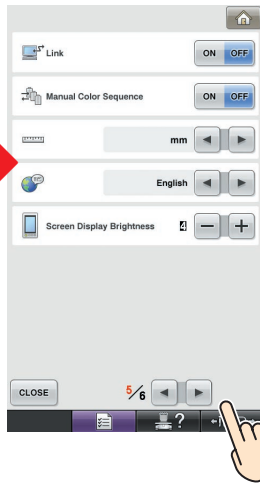 Link ON OFF
Manual Color Sequence ON OFF
mm
English
Screen Display Brightness 4 − +
CLOSE 5/6
?